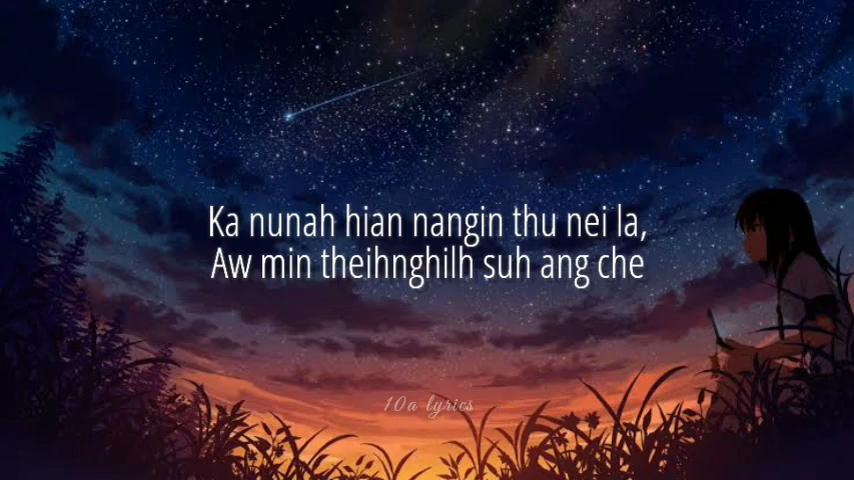 Ka nunah hian nangin thu nei la,
Aw min theihnghilh suh ang che
10a lyrics